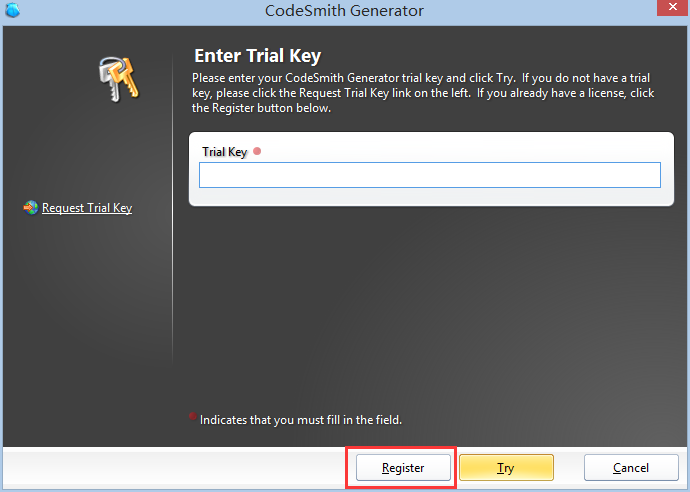 CodeSmith Generator
Enter Trial Key
Please enter your CodeSmith Generator trial key and click Try. If you do not have a trial
key, please click the Request Trial Key link on the left. If you already have a license, click
the Register button below.
Trial Key
Request Trial Key
* Indicates that you must fill in the field.
Register
Try
Cancel